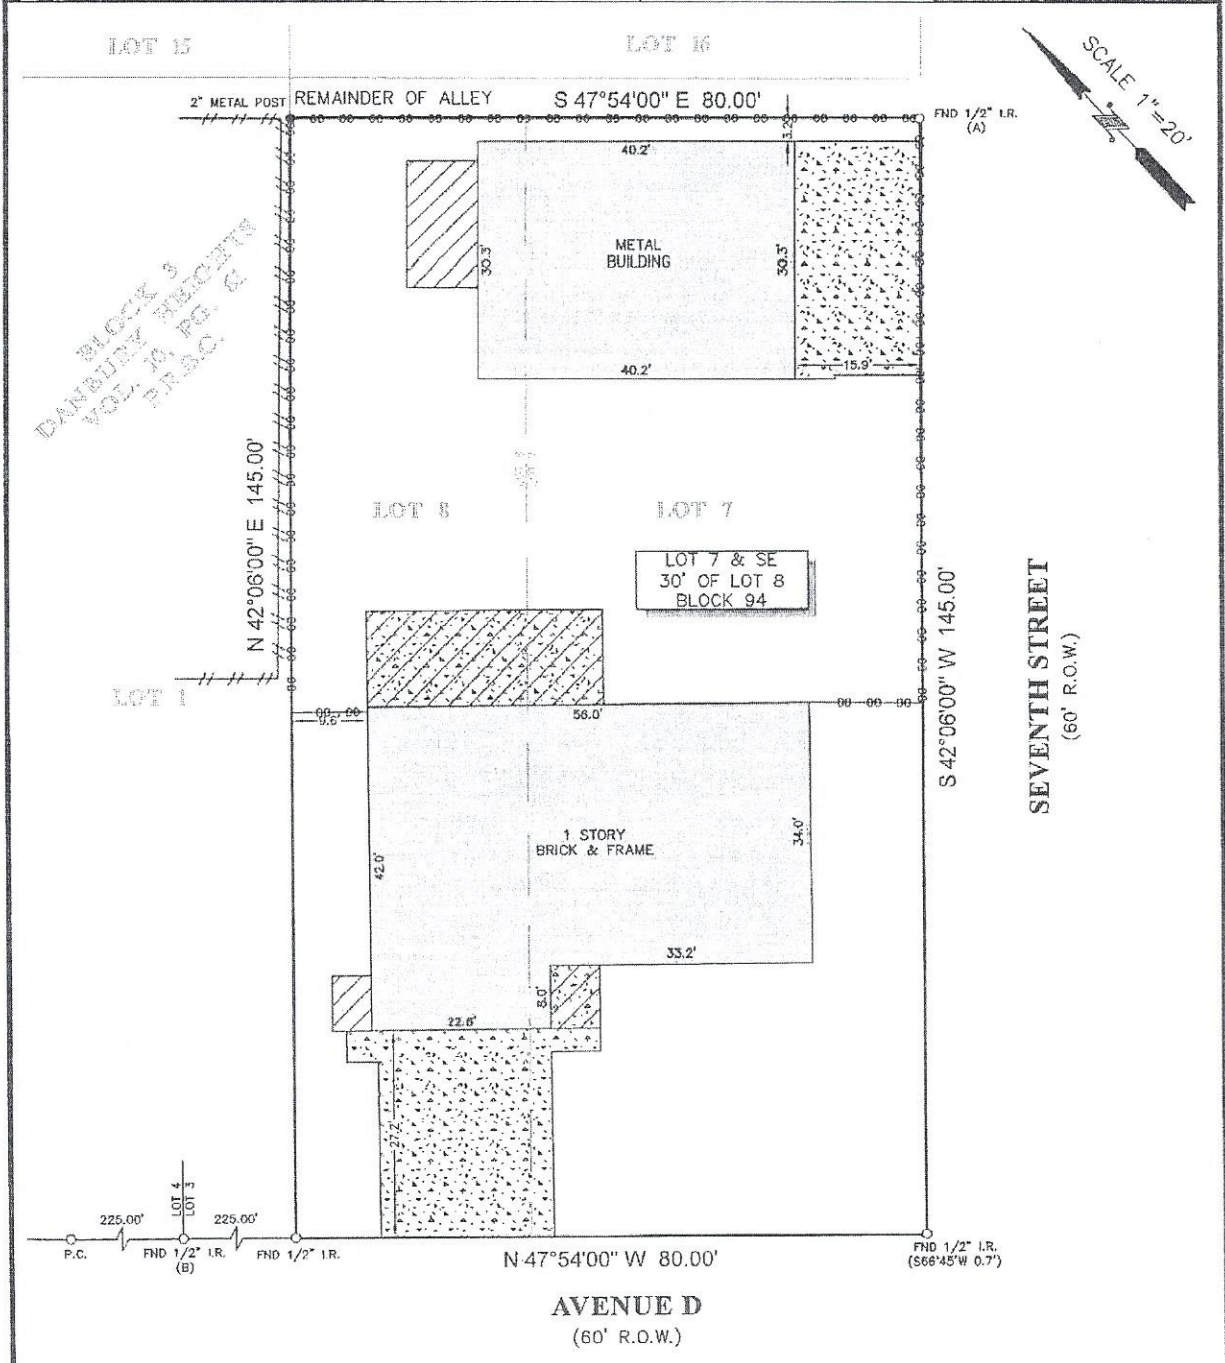 LOT 15
LOT 16
SCALE 1"=20'
2" METAL POST
REMAINDER OF ALLEY
S 47°54'00" E 80.00'
FND 1/2" I.R.
(A)
3.2'
40.2'
METAL
BUILDING
30.3'
30.3'
40.2'
15.9'
BLOCK 3
DANBURY HEIGHTS
VOL. 10, PG. 61
P.R.B.C.
N 42°06'00" E 145.00'
LOT 8
LOT 7
LOT 7 & SE
30' OF LOT 8
BLOCK 94
S 42°06'00" W 145.00'
SEVENTH STREET
(60' R.O.W.)
LOT 1
9.6'
56.0'
1 STORY
BRICK & FRAME
42.0'
34.0'
33.2'
8.0'
22.8'
27.2'
LOT 4
LOT 3
225.00'
225.00'
P.C.
FND 1/2" I.R.
(B)
FND 1/2" I.R.
N 47°54'00" W 80.00'
FND 1/2" I.R.
(S66°45'W 0.7')
AVENUE D
(60' R.O.W.)